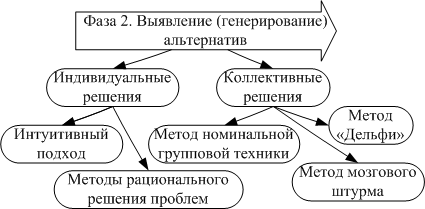 Фаза 2. Выявление (генерирование)
альтернатив
Индивидуальные
решения
Коллективные
решения
Интуитивный
подход
Метод номинальной
групповой техники
Метод
«Дельфи»
Методы рационального
решения проблем
Метод мозгового
штурма